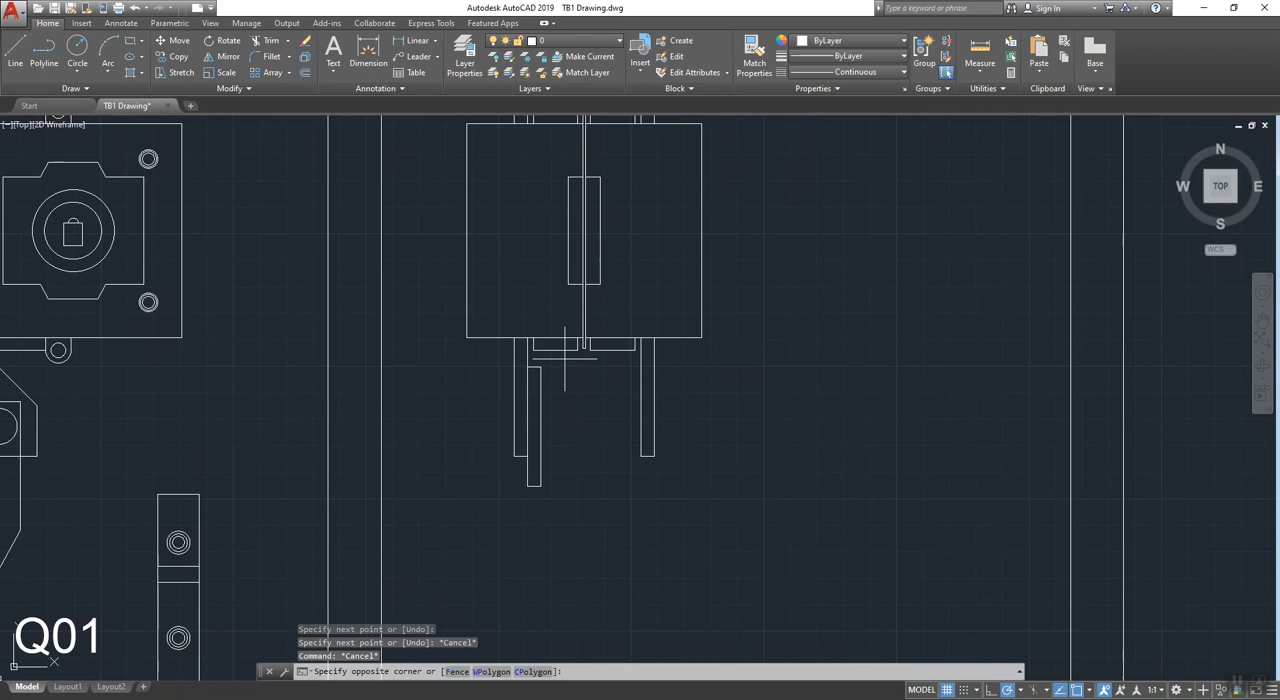 Autodesk AutoCAD 2019 TB1 Drawing.dwg
Type a keyword or phrase
Sign In
Home Insert Annotate Parametric View Manage Output Add-ins Collaborate Express Tools Featured Apps
Line Polyline Circle Arc
Move Rotate Trim
Copy Mirror Fillet
Stretch Scale Array
Text Dimension
Linear
Leader
Table
Layer Properties
0
Make Current
Match Layer
Insert
Create
Edit
Edit Attributes
Match Properties
ByLayer
ByLayer
Continuous
Group Measure Paste Base
Draw Modify Annotation Layers Block Properties Groups Utilities Clipboard View
Start TB1 Drawing*
[−][Top][2D Wireframe]
N
W TOP E
S
WCS
Q01
Specify next point or [Undo]:
Specify next point or [Undo]: *Cancel*
Command: *Cancel*
Specify opposite corner or [Fence WPolygon CPolygon]:
Model Layout1 Layout2
MODEL 1:1